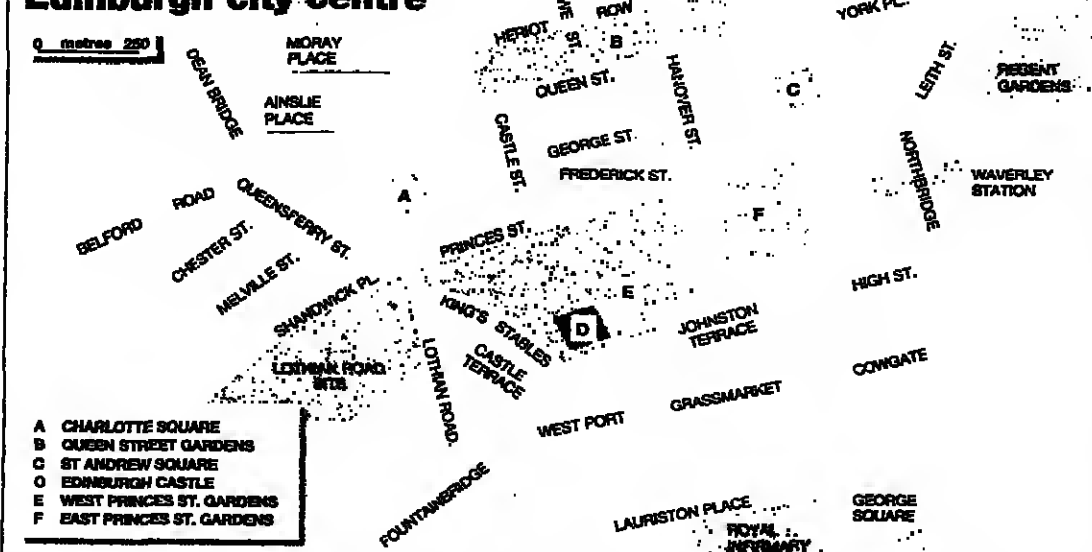 Edinburgh city centre
0 metres 250
MORAY
PLACE
DEAN BRIDGE
AINSLIE
PLACE
HERIOT
ROW
B
QUEEN ST.
HANOVER ST.
YORK PL.
LEITH ST.
REGENT
GARDENS
C
CASTLE ST.
GEORGE ST.
FREDERICK ST.
NORTHBRIDGE
WAVERLEY
STATION
A
F
BELFORD ROAD
QUEENSFERRY ST.
CHESTER ST.
MELVILLE ST.
SHANDWICK PL.
PRINCES ST.
E
D
HIGH ST.
KING'S STABLES
JOHNSTON
TERRACE
CASTLE
TERRACE
LOTHIAN ROAD
SITE
LOTHIAN ROAD.
COWGATE
GRASSMARKET
WEST PORT
FOUNTAINBRIDGE
LAURISTON PLACE
ROYAL
INFIRMARY
GEORGE
SQUARE
A CHARLOTTE SQUARE
B QUEEN STREET GARDENS
C ST ANDREW SQUARE
O EDINBURGH CASTLE
E WEST PRINCES ST. GARDENS
F EAST PRINCES ST. GARDENS